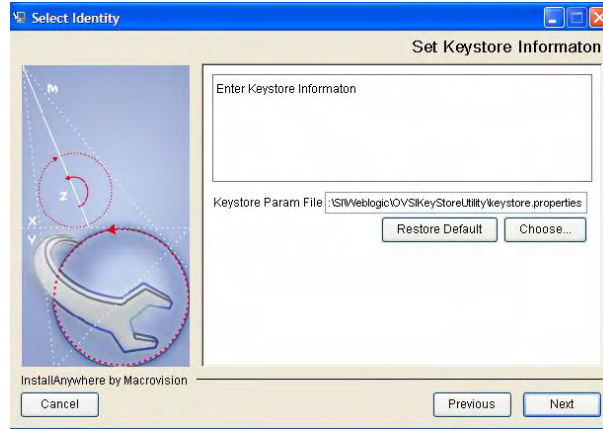 Select Identity
Set Keystore Informaton
M
Z
X
Y
Enter Keystore Informaton
Keystore Param File :\SI\Weblogic\OVSIKeyStoreUtility\keystore.properties
Restore Default Choose...
InstallAnywhere by Macrovision
Cancel Previous Next